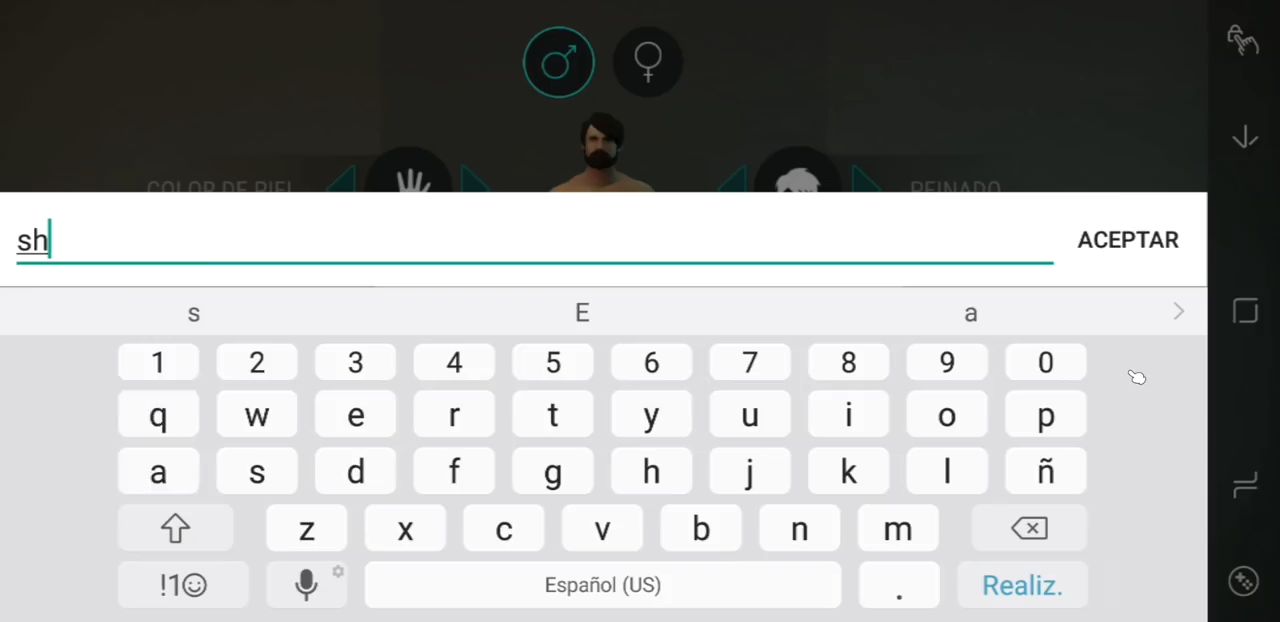 COLOR DE PIEL
PEINADO
sh
ACEPTAR
s E a
1 2 3 4 5 6 7 8 9 0
q w e r t y u i o p
a s d f g h j k l ñ
z x c v b n m
!1☺ Español (US) . Realiz.